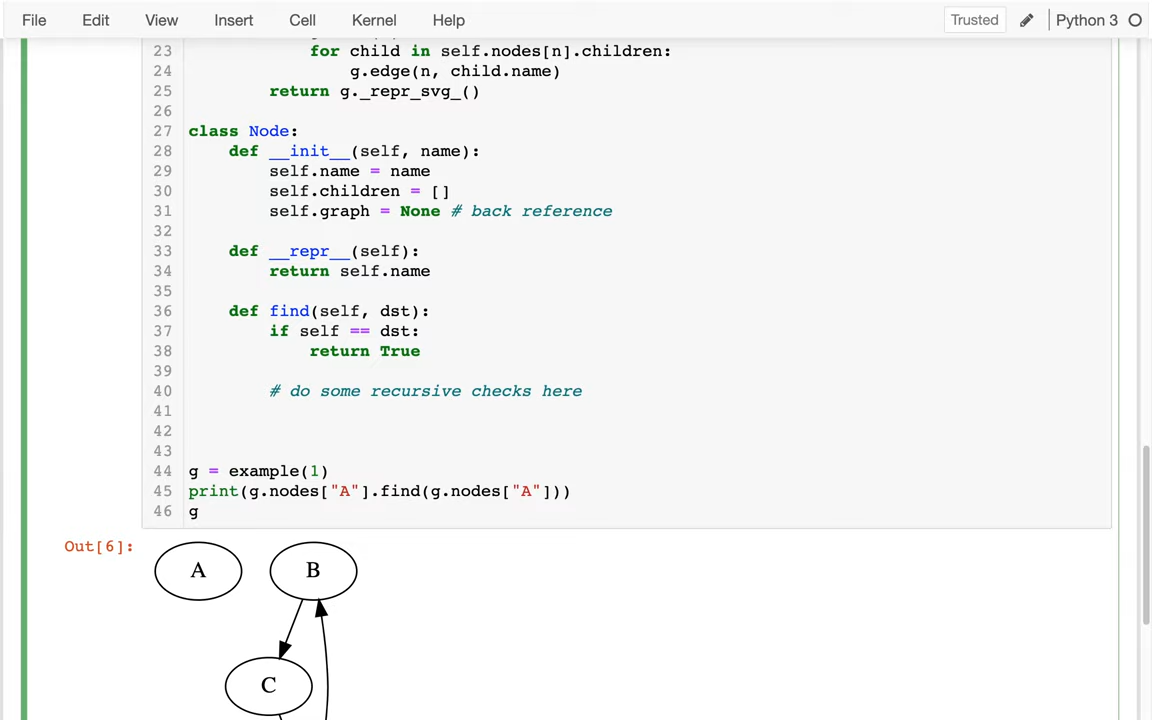 File Edit View Insert Cell Kernel Help Trusted Python 3
23 for child in self.nodes[n].children:
24 g.edge(n, child.name)
25 return g._repr_svg_()
26
27 class Node:
28 def __init__(self, name):
29 self.name = name
30 self.children = []
31 self.graph = None # back reference
32
33 def __repr__(self):
34 return self.name
35
36 def find(self, dst):
37 if self == dst:
38 return True
39
40 # do some recursive checks here
41
42
43
44 g = example(1)
45 print(g.nodes["A"].find(g.nodes["A"]))
46 g
Out[6]:
A B
C